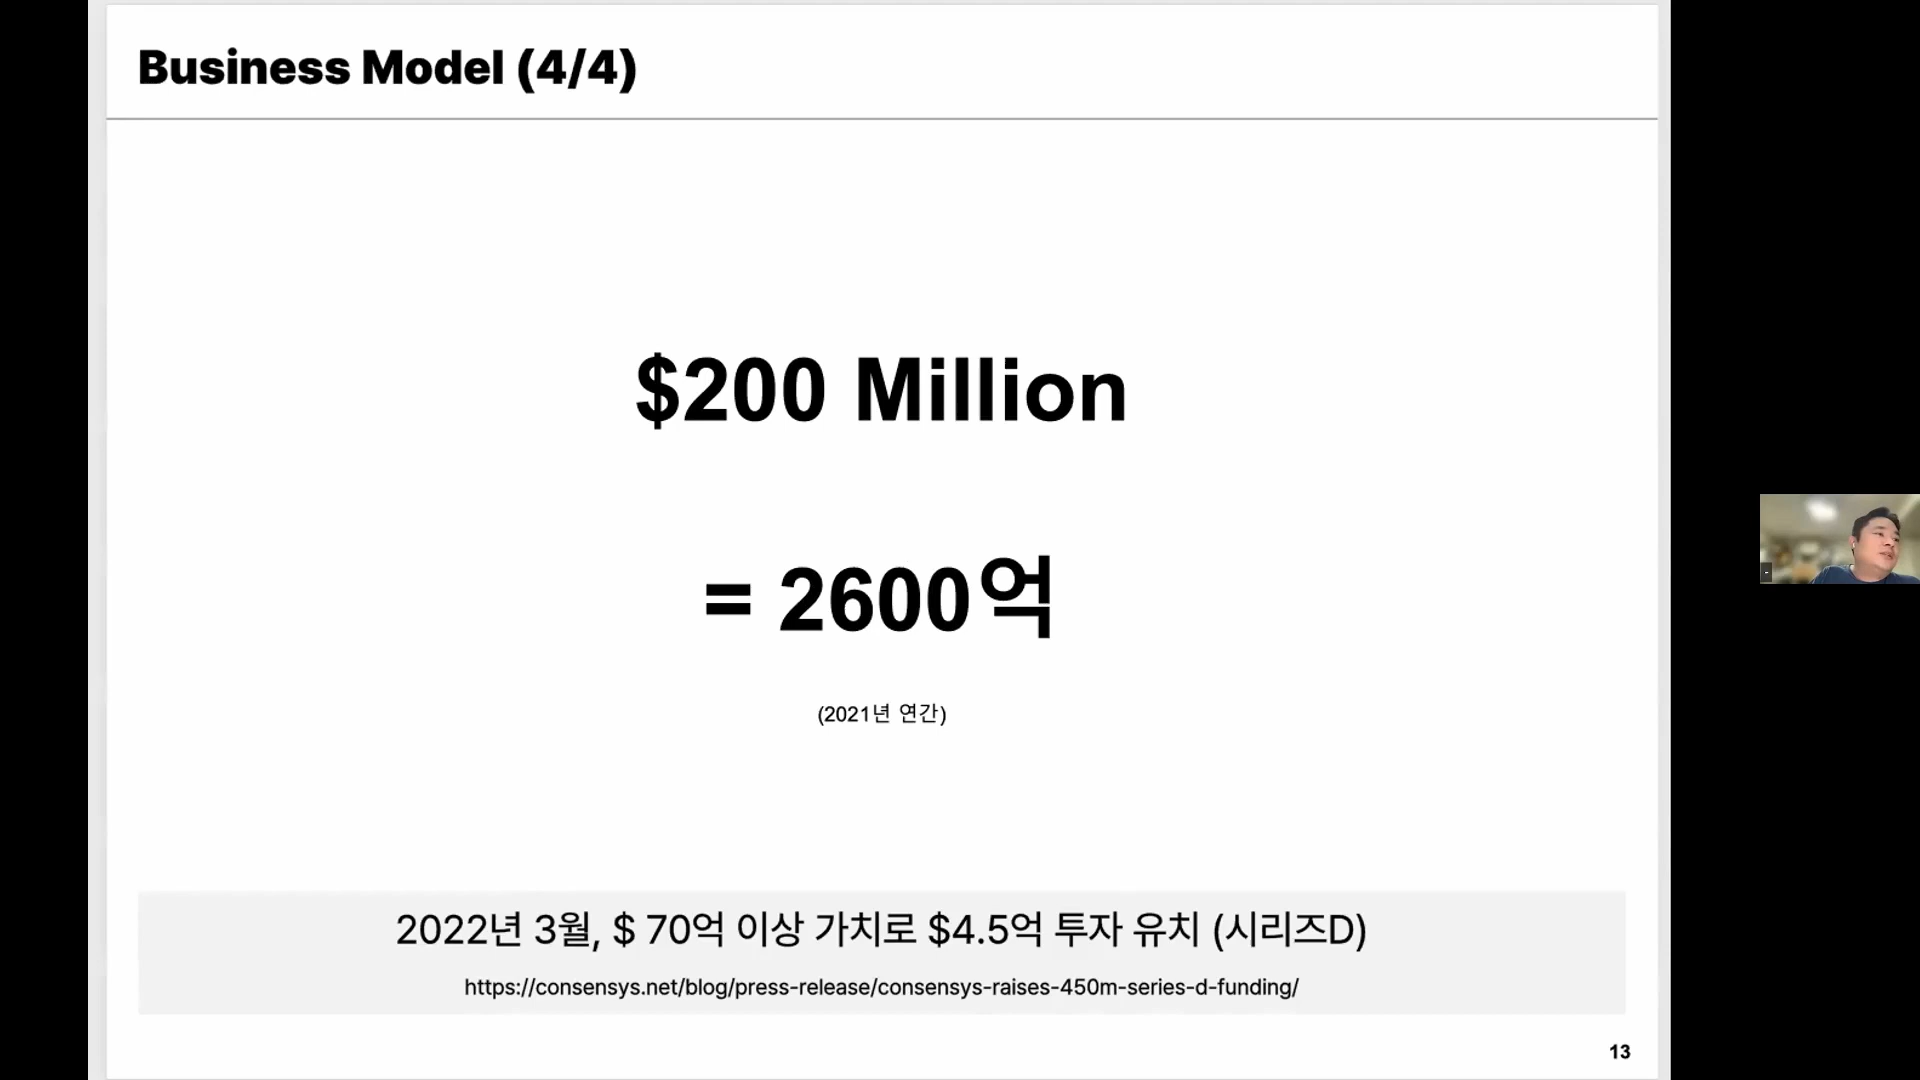 Business Model (4/4)
$200 Million
= 2600억
(2021년 연간)
2022년 3월, $ 70억 이상 가치로 $4.5억 투자 유치 (시리즈D)
https://consensys.net/blog/press-release/consensys-raises-450m-series-d-funding/
13
-